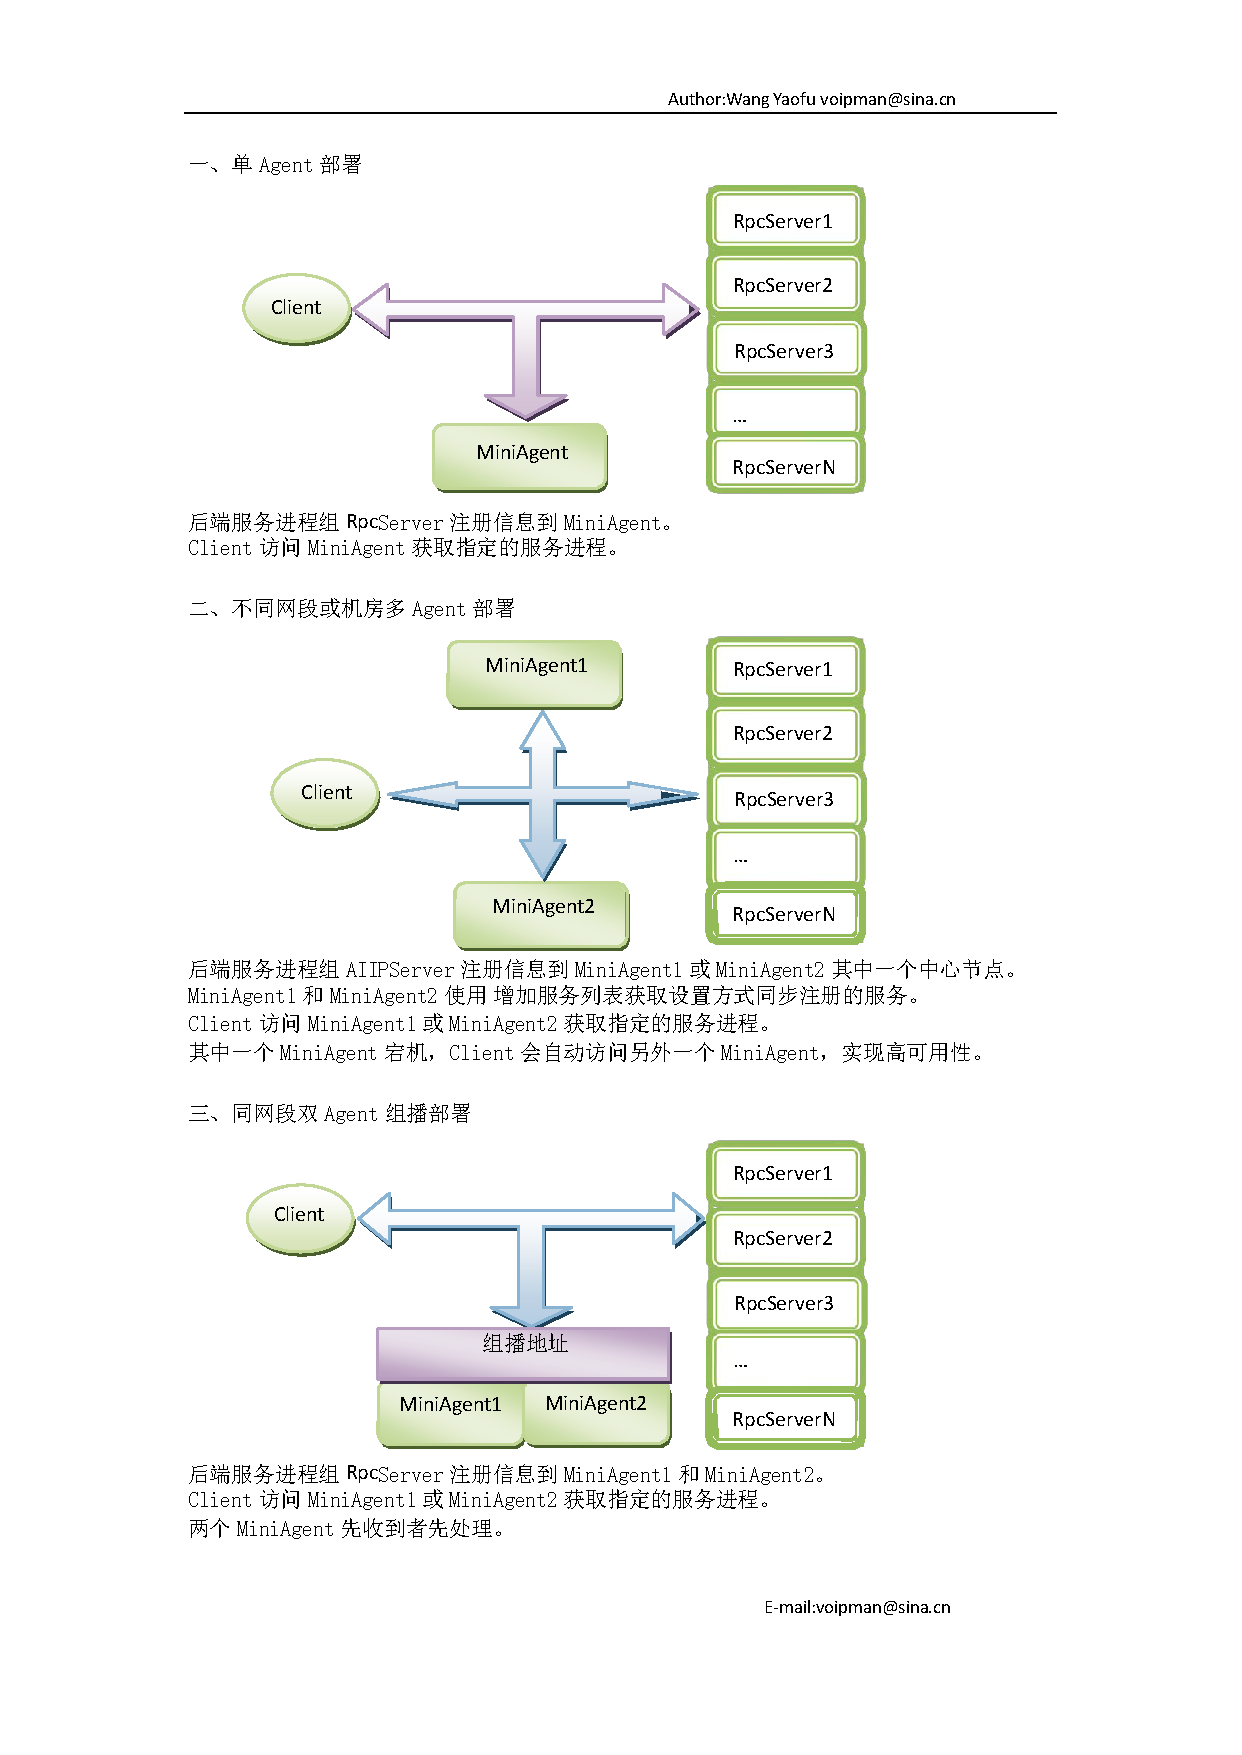 Author:Wang Yaofu voipman@sina.cn
一、单 Agent 部署
RpcServer1
RpcServer2
Client
RpcServer3
...
MiniAgent
RpcServerN
后端服务进程组 RpcServer 注册信息到 MiniAgent。
Client 访问 MiniAgent 获取指定的服务进程。
二、不同网段或机房多 Agent 部署
MiniAgent1
RpcServer1
RpcServer2
Client
RpcServer3
...
MiniAgent2
RpcServerN
后端服务进程组 AIIPServer 注册信息到 MiniAgent1 或 MiniAgent2 其中一个中心节点。
MiniAgent1 和 MiniAgent2 使用 增加服务列表获取设置方式同步注册的服务。
Client 访问 MiniAgent1 或 MiniAgent2 获取指定的服务进程。
其中一个 MiniAgent 宕机，Client 会自动访问另外一个 MiniAgent，实现高可用性。
三、同网段双 Agent 组播部署
RpcServer1
Client
RpcServer2
RpcServer3
组播地址
...
MiniAgent1
MiniAgent2
RpcServerN
后端服务进程组 RpcServer 注册信息到 MiniAgent1 和 MiniAgent2。
Client 访问 MiniAgent1 或 MiniAgent2 获取指定的服务进程。
两个 MiniAgent 先收到者先处理。
E-mail:voipman@sina.cn